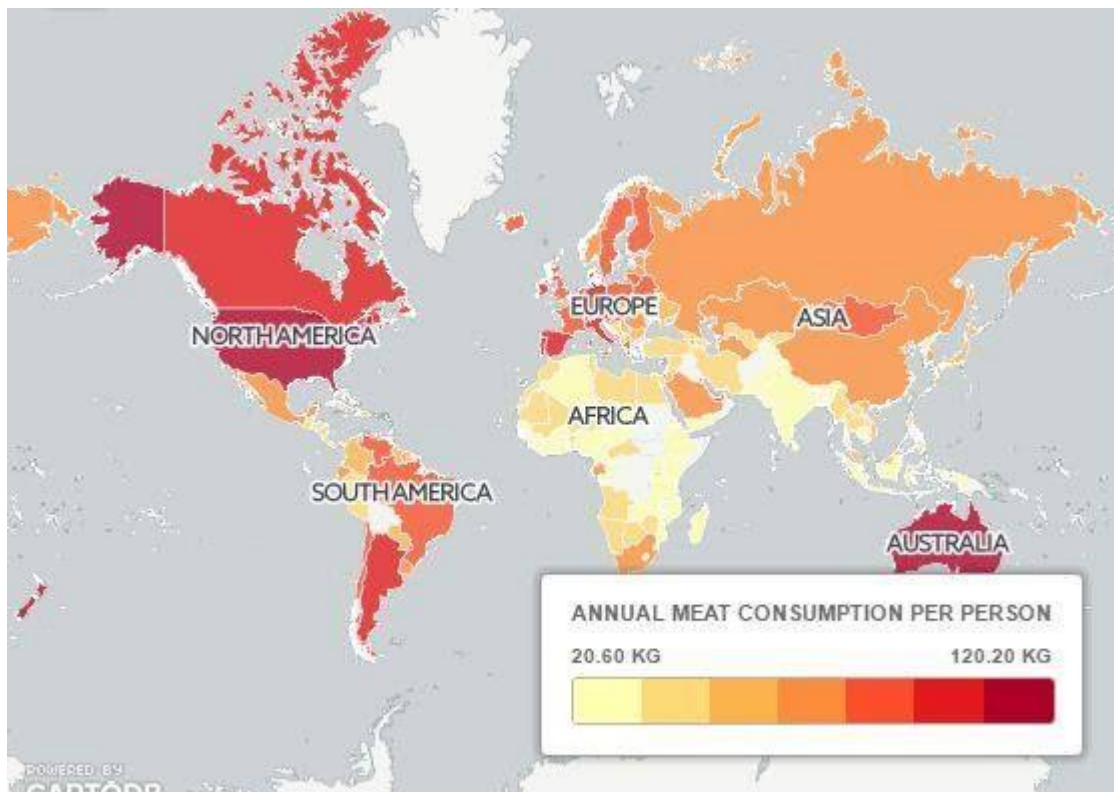 NORTH AMERICA
EUROPE
ASIA
AFRICA
SOUTH AMERICA
AUSTRALIA
ANNUAL MEAT CONSUMPTION PER PERSON
20.60 KG 120.20 KG
POWERED BY
CARTODB